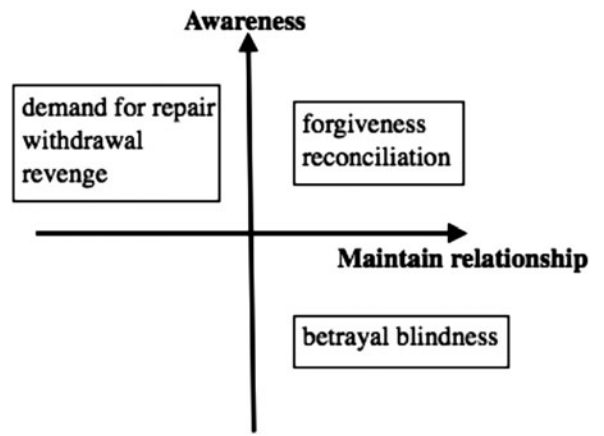 Awareness
demand for repair
withdrawal
revenge
forgiveness
reconciliation
Maintain relationship
betrayal blindness